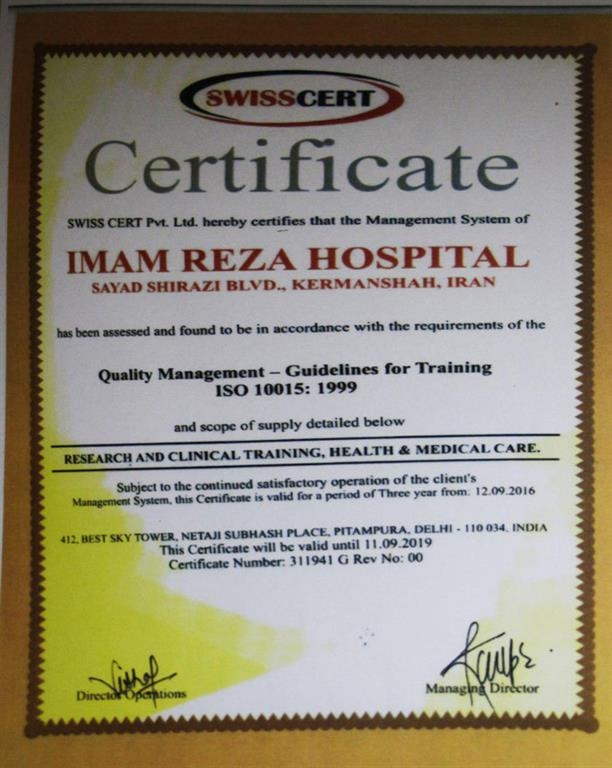 SWISSCERT
Certificate
SWISS CERT Pvt. Ltd. hereby certifies that the Management System of
IMAM REZA HOSPITAL
SAYAD SHIRAZI BLVD., KERMANSHAH, IRAN
has been assessed and found to be in accordance with the requirements of the
Quality Management – Guidelines for Training
ISO 10015: 1999
and scope of supply detailed below
RESEARCH AND CLINICAL TRAINING, HEALTH & MEDICAL CARE.
Subject to the continued satisfactory operation of the client's
Management System, this Certificate is valid for a period of Three year from: 12.09.2016
412, BEST SKY TOWER, NETAJI SUBHASH PLACE, PITAMPURA, DELHI - 110 034. INDIA
This Certificate will be valid until 11.09.2019
Certificate Number: 311941 G Rev No: 00
Director Operations
Managing Director